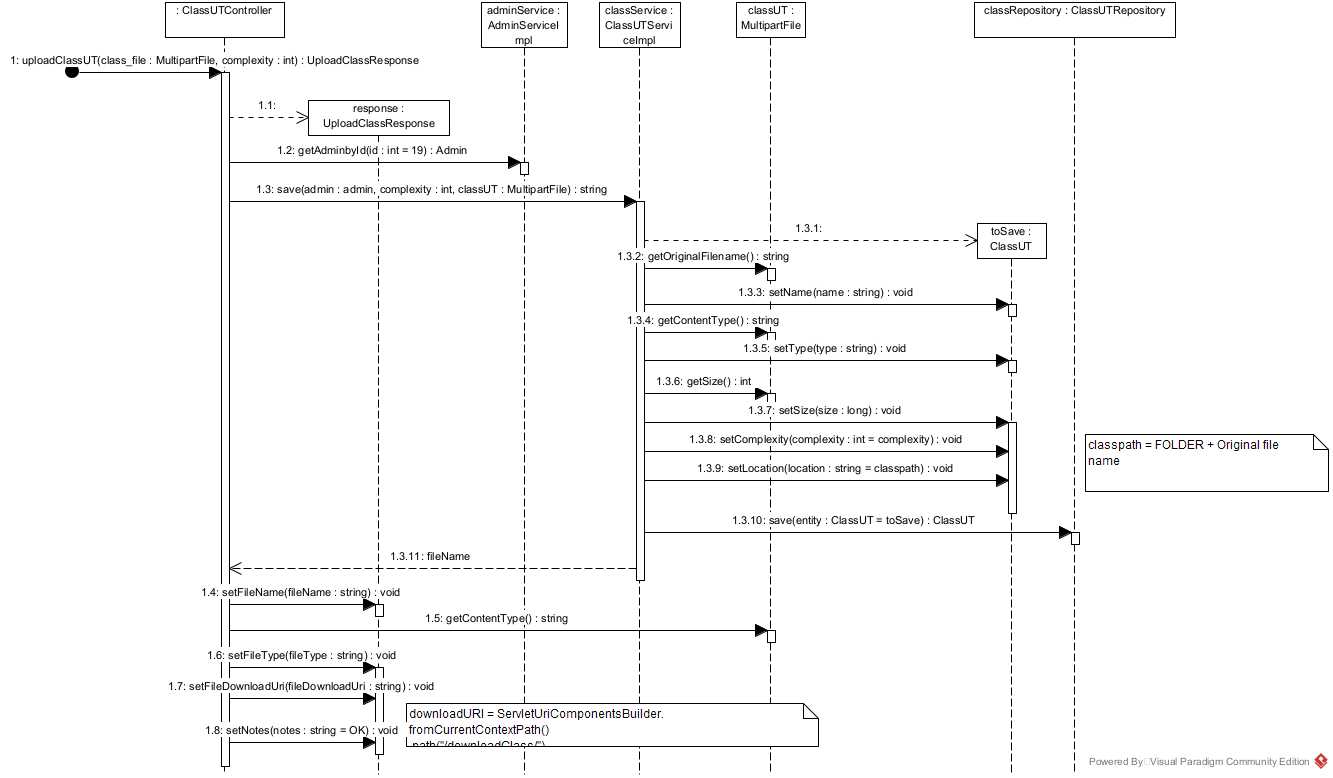 : ClassUTController
adminService :
AdminServiceI
mpl
classService :
ClassUTServi
ceImpl
classUT :
MultipartFile
classRepository : ClassUTRepository
1: uploadClassUT(class_file : MultipartFile, complexity : int) : UploadClassResponse
1.1:
response :
UploadClassResponse
1.2: getAdminbyId(id : int = 19) : Admin
1.3: save(admin : admin, complexity : int, classUT : MultipartFile) : string
1.3.1:
toSave :
ClassUT
1.3.2: getOriginalFilename() : string
1.3.3: setName(name : string) : void
1.3.4: getContentType() : string
1.3.5: setType(type : string) : void
1.3.6: getSize() : int
1.3.7: setSize(size : long) : void
1.3.8: setComplexity(complexity : int = complexity) : void
classpath = FOLDER + Original file
name
1.3.9: setLocation(location : string = classpath) : void
1.3.10: save(entity : ClassUT = toSave) : ClassUT
1.3.11: fileName
1.4: setFileName(fileName : string) : void
1.5: getContentType() : string
1.6: setFileType(fileType : string) : void
1.7: setFileDownloadUri(fileDownloadUri : string) : void
downloadURI = ServletUriComponentsBuilder.
fromCurrentContextPath()
.path("/downloadClass/")
1.8: setNotes(notes : string = OK) : void
Powered By Visual Paradigm Community Edition